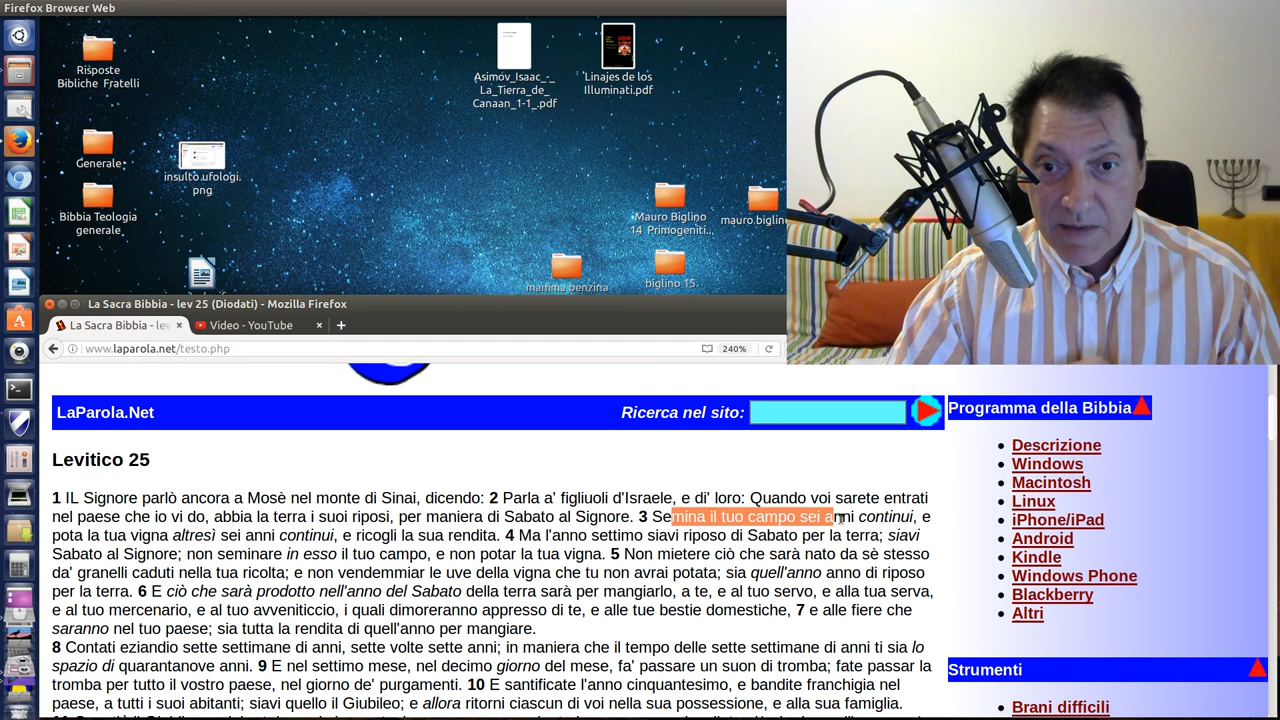 Firefox Browser Web
Risposte
Bibliche Fratelli
Asimov_Isaac_-_
La_Tierra_de_
Canaan_1-1_.pdf
Linajes de los
Illuminati.pdf
Generale
insulto.ufologi.
png
Bibbia Teologia
generale
Mauro Biglino
14 Primogeniti...
mauro.biglino
mamma benzina
biglino 15.
La Sacra Bibbia - lev 25 (Diodati) - Mozilla Firefox
La Sacra Bibbia - lev
Video - YouTube
www.laparola.net/testo.php
240%
LaParola.Net
Ricerca nel sito:
Programma della Bibbia
Descrizione
Windows
Macintosh
Linux
iPhone/iPad
Android
Kindle
Windows Phone
Blackberry
Altri
Strumenti
Brani difficili
Levitico 25
1 IL Signore parlò ancora a Mosè nel monte di Sinai, dicendo: 2 Parla a' figliuoli d'Israele, e di' loro: Quando voi sarete entrati
nel paese che io vi do, abbia la terra i suoi riposi, per maniera di Sabato al Signore. 3 Semina il tuo campo sei anni continui, e
pota la tua vigna altresì sei anni continui, e ricogli la sua rendita. 4 Ma l'anno settimo siavi riposo di Sabato per la terra; siavi
Sabato al Signore; non seminare in esso il tuo campo, e non potar la tua vigna. 5 Non mietere ciò che sarà nato da sè stesso
da' granelli caduti nella tua ricolta; e non vendemmiar le uve della vigna che tu non avrai potata; sia quell'anno anno di riposo
per la terra. 6 E ciò che sarà prodotto nell'anno del Sabato della terra sarà per mangiarlo, a te, e al tuo servo, e alla tua serva,
e al tuo mercenario, e al tuo avveniticcio, i quali dimoreranno appresso di te, e alle tue bestie domestiche, 7 e alle fiere che
saranno nel tuo paese; sia tutta la rendita di quell'anno per mangiare.
8 Contati eziandio sette settimane di anni, sette volte sette anni; in maniera che il tempo delle sette settimane di anni ti sia lo
spazio di quarantanove anni. 9 E nel settimo mese, nel decimo giorno del mese, fa' passare un suon di tromba; fate passar la
tromba per tutto il vostro paese, nel giorno de' purgamenti. 10 E santificate l'anno cinquantesimo, e bandite franchigia nel
paese, a tutti i suoi abitanti; siavi quello il Giubileo; e allora ritorni ciascun di voi nella sua possessione, e alla sua famiglia.